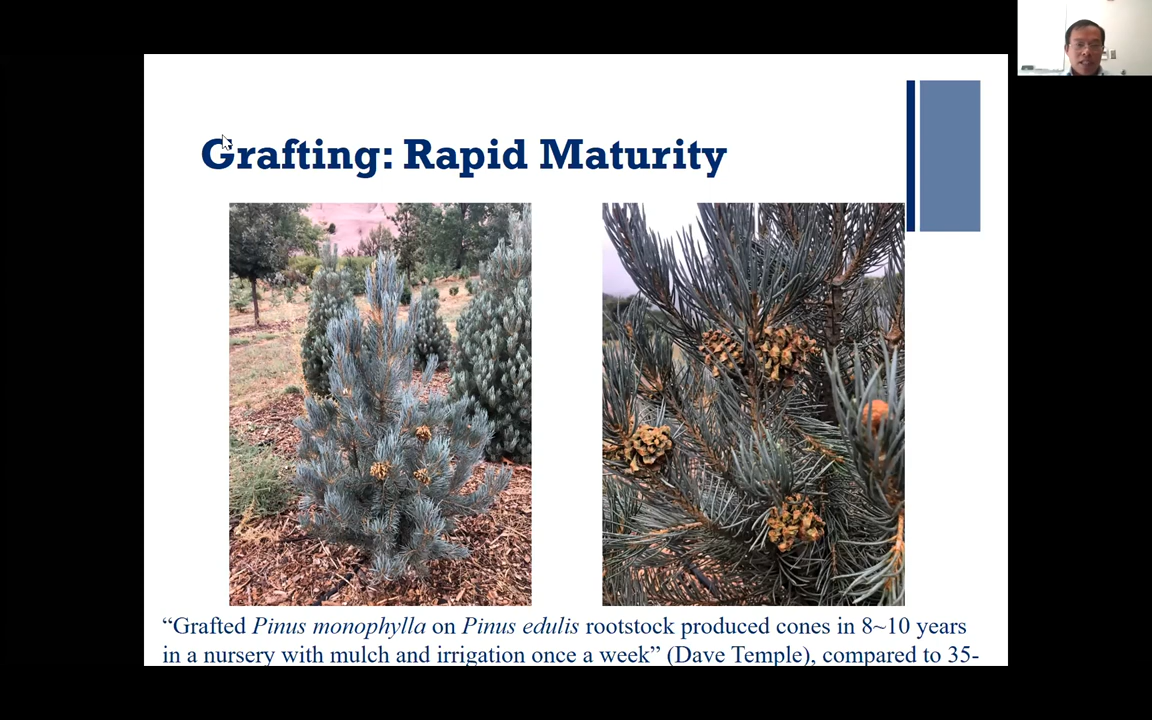 Grafting: Rapid Maturity
“Grafted Pinus monophylla on Pinus edulis rootstock produced cones in 8~10 years
in a nursery with mulch and irrigation once a week” (Dave Temple), compared to 35-